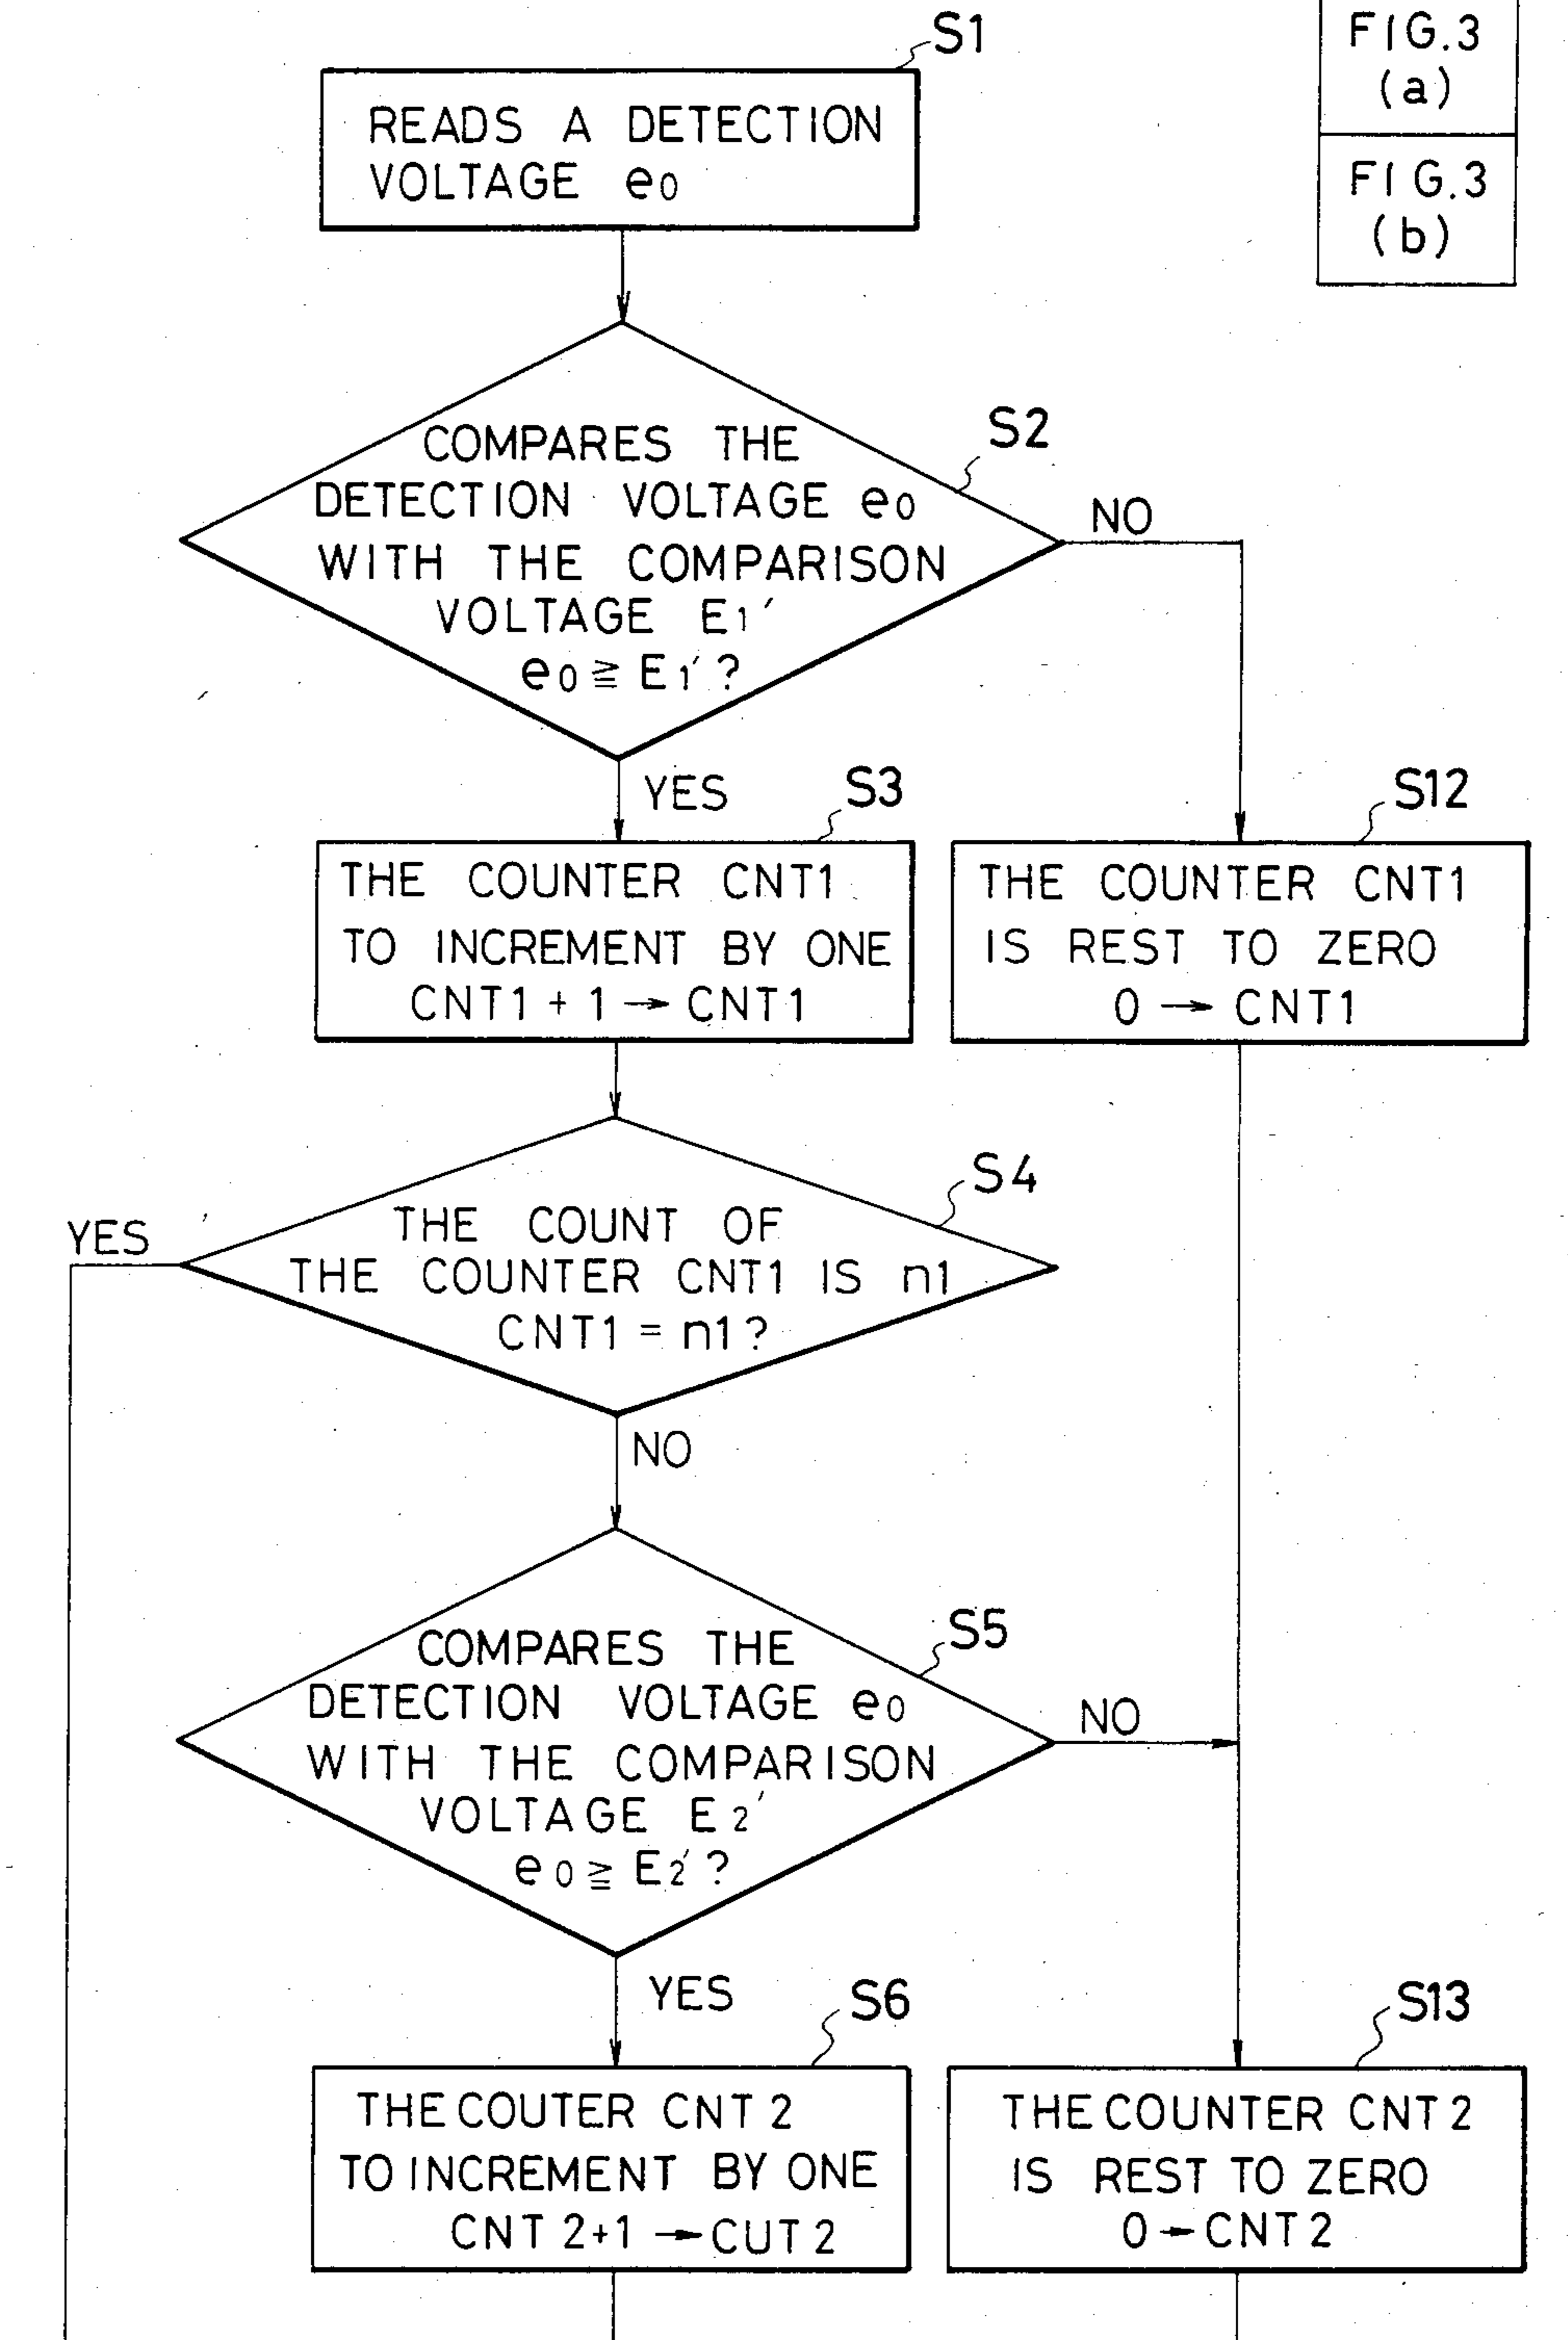 FIG.3
(a)
FIG.3
(b)
S1
READS A DETECTION
VOLTAGE e0
S2
COMPARES THE
DETECTION VOLTAGE e0
WITH THE COMPARISON
VOLTAGE E1'
e0 ≧ E1' ?
NO
YES
S3
THE COUNTER CNT1
TO INCREMENT BY ONE
CNT1 + 1 → CNT1
S12
THE COUNTER CNT1
IS REST TO ZERO
0 → CNT1
S4
YES
THE COUNT OF
THE COUNTER CNT1 IS n1
CNT1 = n1 ?
NO
S5
COMPARES THE
DETECTION VOLTAGE e0
WITH THE COMPARISON
VOLTAGE E2'
e0 ≧ E2' ?
NO
YES
S6
THE COUTER CNT 2
TO INCREMENT BY ONE
CNT 2+1 → CUT 2
S13
THE COUNTER CNT 2
IS REST TO ZERO
0 → CNT 2